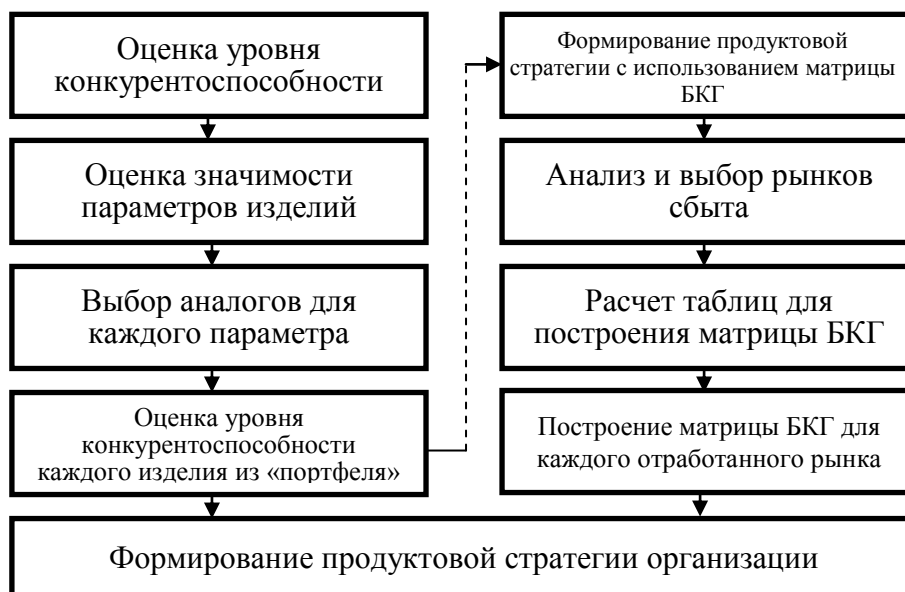 Оценка уровня
конкурентоспособности
Оценка значимости
параметров изделий
Выбор аналогов для
каждого параметра
Оценка уровня
конкурентоспособности
каждого изделия из «портфеля»
Формирование продуктовой
стратегии с использованием матрицы
БКГ
Анализ и выбор рынков
сбыта
Расчет таблиц для
построения матрицы БКГ
Построение матрицы БКГ для
каждого отработанного рынка
Формирование продуктовой стратегии организации